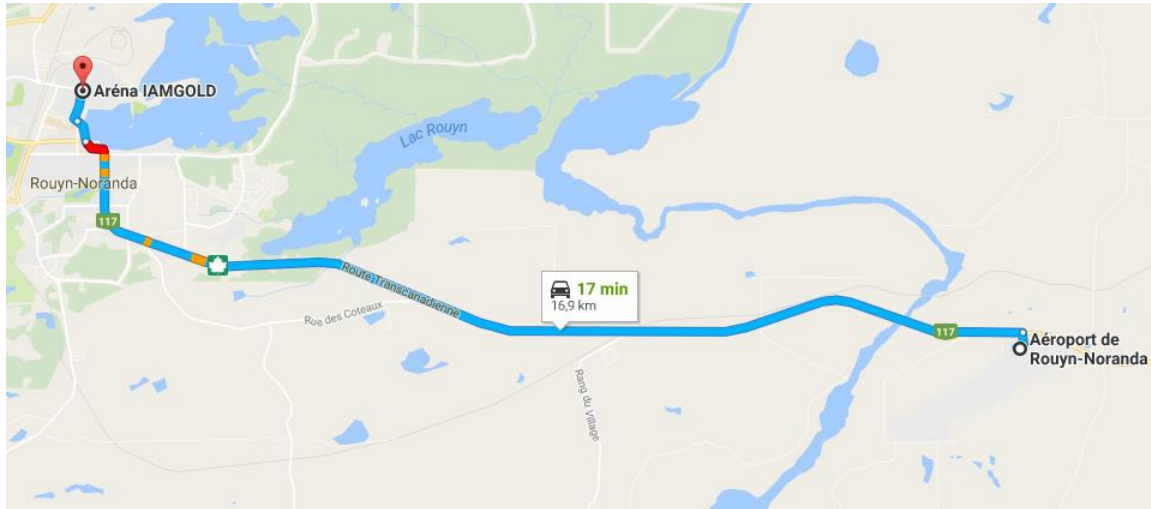 Aréna IAMGOLD
Lac Rouyn
Rouyn-Noranda
117
Route Transcanadienne
Rue des Coteaux
17 min
16,9 km
117
Aéroport de
Rouyn-Noranda
Rang du Village